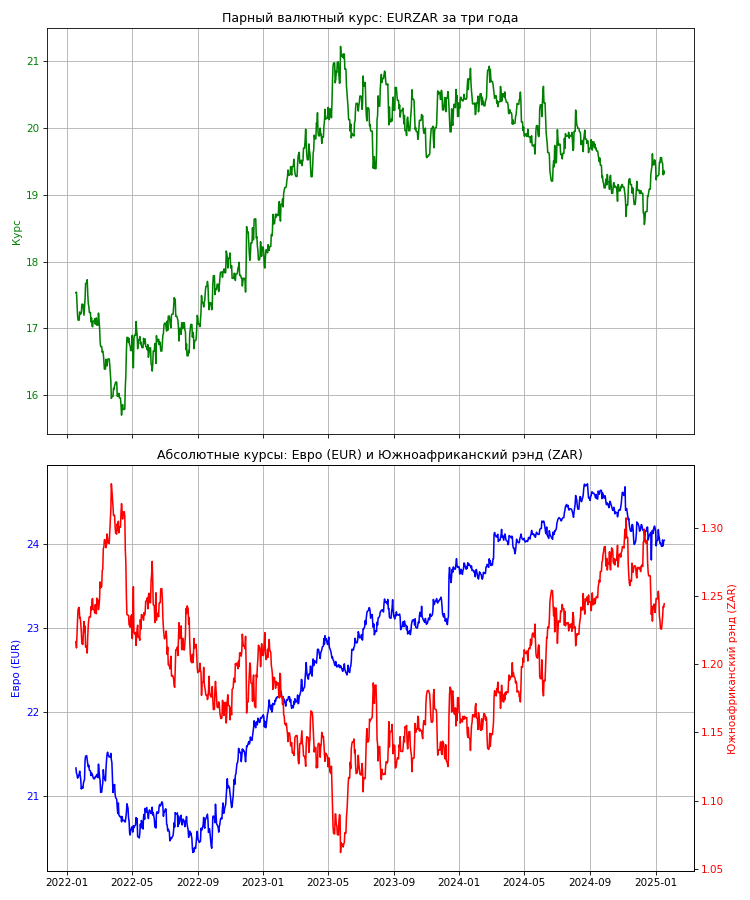 Парный валютный курс: EURZAR за три года
21
20
19
18
17
16
Курс
Абсолютные курсы: Евро (EUR) и Южноафриканский рэнд (ZAR)
24
23
22
21
Евро (EUR)
1.30
1.25
1.20
1.15
1.10
1.05
Южноафриканский рэнд (ZAR)
2022-01 2022-05 2022-09 2023-01 2023-05 2023-09 2024-01 2024-05 2024-09 2025-01